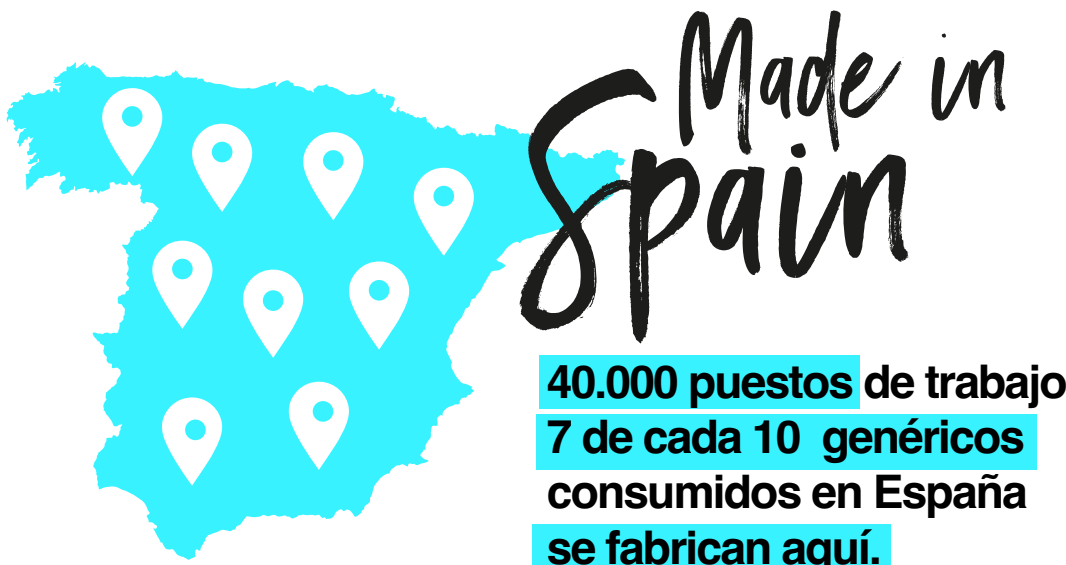 Made in
Spain
40.000 puestos de trabajo
7 de cada 10 genéricos
consumidos en España
se fabrican aquí.